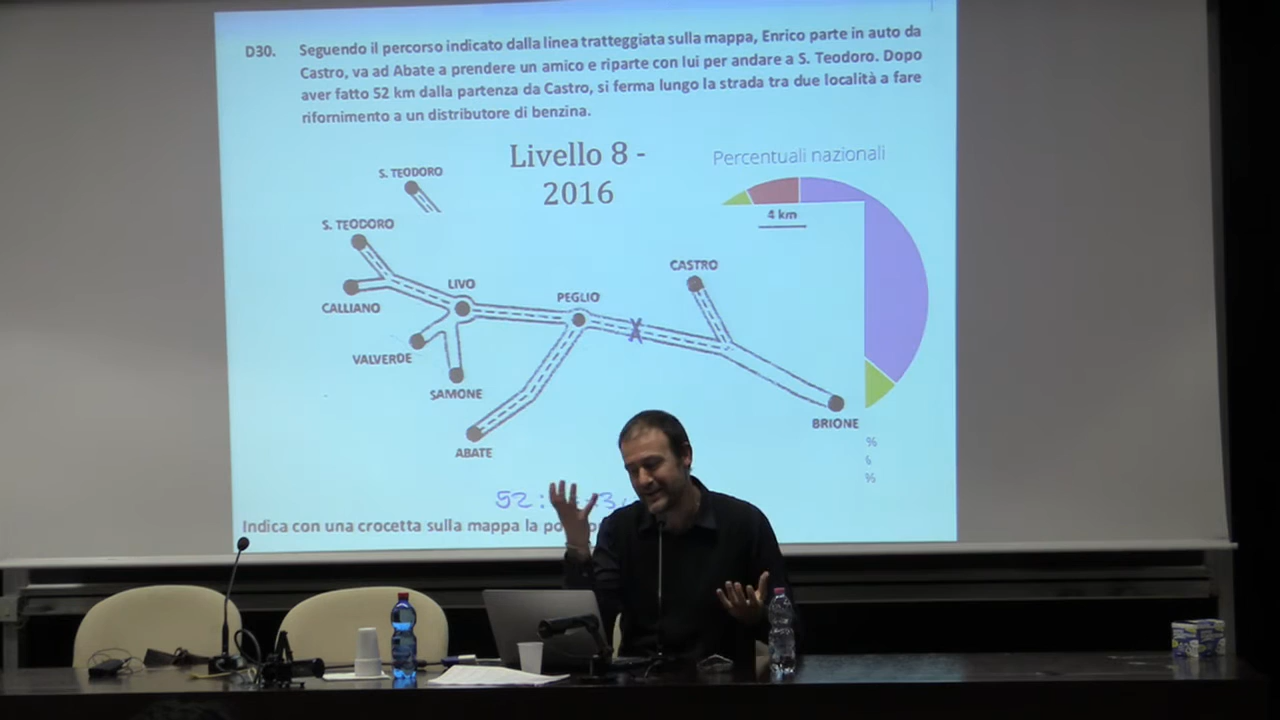 D30. Seguendo il percorso indicato dalla linea tratteggiata sulla mappa, Enrico parte in auto da
Castro, va ad Abate a prendere un amico e riparte con lui per andare a S. Teodoro. Dopo
aver fatto 52 km dalla partenza da Castro, si ferma lungo la strada tra due località a fare
rifornimento a un distributore di benzina.
Livello 8 -
2016
Percentuali nazionali
S. TEODORO
4 km
S. TEODORO
CASTRO
LIVO
PEGLIO
CALLIANO
X
VALVERDE
SAMONE
BRIONE
ABATE
%
6
%
52 :
Indica con una crocetta sulla mappa la